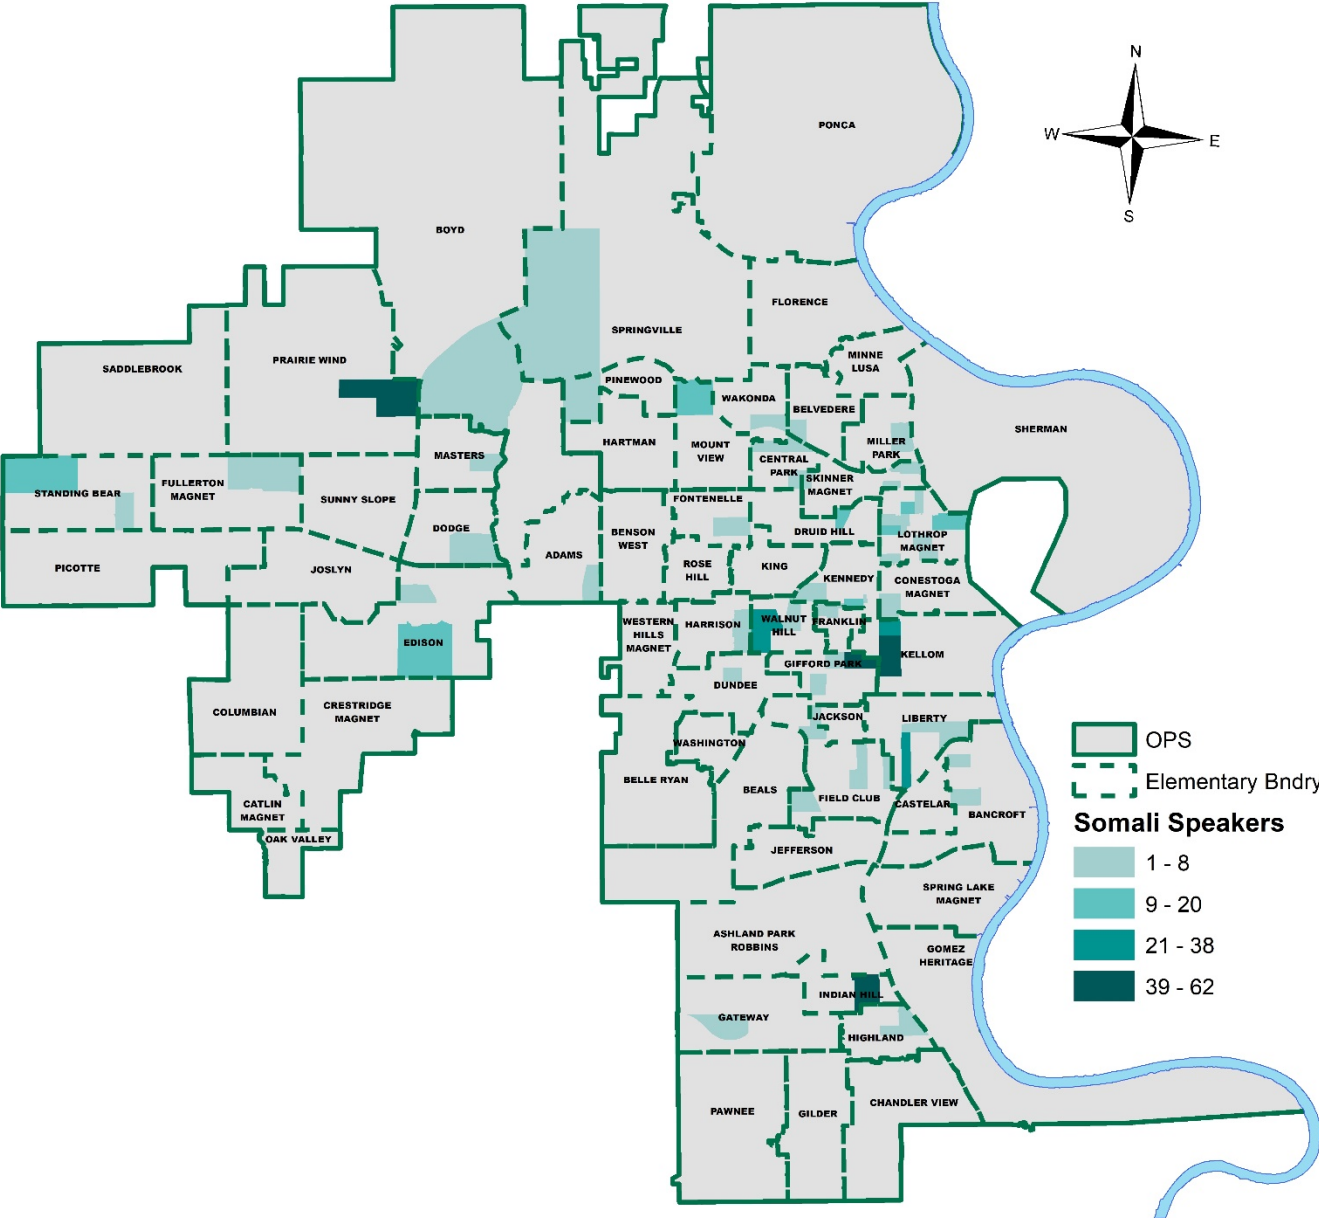 N
W
E
S
PONCA
BOYD
FLORENCE
SPRINGVILLE
MINNE
LUSA
PRAIRIE WIND
SADDLEBROOK
PINEWOOD
WAKONDA
BELVEDERE
SHERMAN
HARTMAN
MOUNT
VIEW
MILLER
PARK
MASTERS
CENTRAL
PARK
SKINNER
MAGNET
STANDING BEAR
FULLERTON
MAGNET
SUNNY SLOPE
FONTENELLE
DODGE
BENSON
WEST
DRUID HILL
LOTHROP
MAGNET
ADAMS
PICOTTE
JOSLYN
ROSE
HILL
KING
KENNEDY
CONESTOGA
MAGNET
WESTERN
HILLS
MAGNET
HARRISON
WALNUT
HILL
FRANKLIN
EDISON
KELLOM
GIFFORD PARK
DUNDEE
COLUMBIAN
CRESTRIDGE
MAGNET
JACKSON
LIBERTY
WASHINGTON
BELLE RYAN
BEALS
FIELD CLUB
CASTELAR
BANCROFT
CATLIN
MAGNET
OAK VALLEY
JEFFERSON
SPRING LAKE
MAGNET
ASHLAND PARK
ROBBINS
GOMEZ
HERITAGE
INDIAN HILL
GATEWAY
HIGHLAND
PAWNEE
GILDER
CHANDLER VIEW
OPS
Elementary Bndry
Somali Speakers
1 - 8
9 - 20
21 - 38
39 - 62